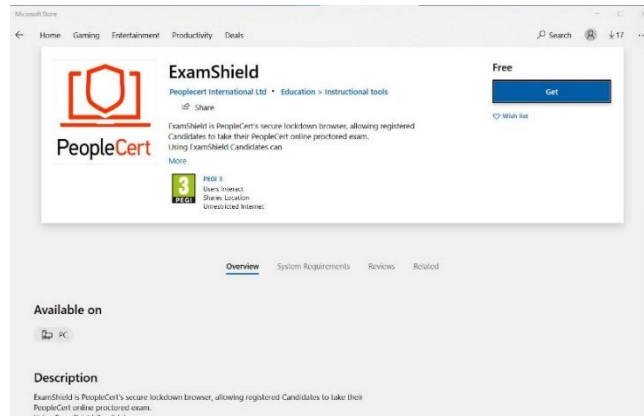 Microsoft Store
Home Gaming Entertainment Productivity Deals Search 17
ExamShield
Peoplecert International Ltd • Education > Instructional tools
Share
ExamShield is PeopleCert's secure lockdown browser, allowing registered
Candidates to take their PeopleCert online proctored exam.
Using ExamShield Candidates can
More
PeopleCert
3
PEGI
PEGI 3
Users Interact
Shares Location
Unrestricted Internet
Free
Get
Wish list
Overview System Requirements Reviews Related
Available on
PC
Description
ExamShield is PeopleCert's secure lockdown browser, allowing registered Candidates to take their
PeopleCert online proctored exam.